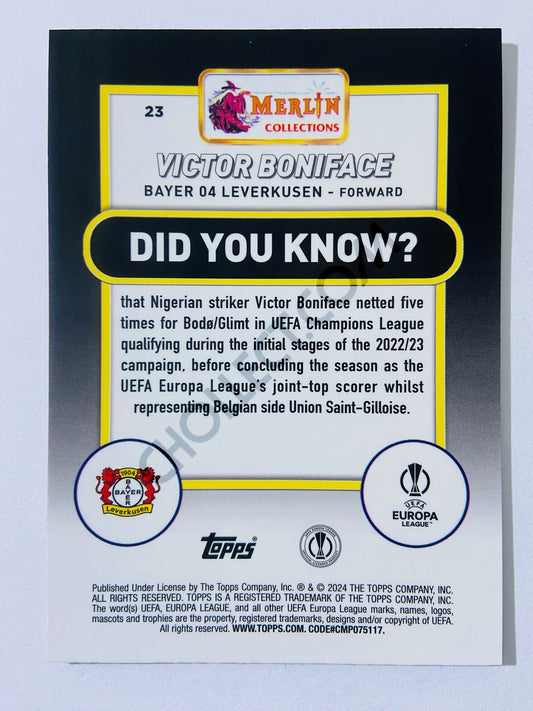 23
MERLIN
COLLECTIONS
VICTOR BONIFACE
BAYER 04 LEVERKUSEN - FORWARD
DID YOU KNOW?
that Nigerian striker Victor Boniface netted five
times for Bodø/Glimt in UEFA Champions League
qualifying during the initial stages of the 2022/23
campaign, before concluding the season as the
UEFA Europa League's joint-top scorer whilst
representing Belgian side Union Saint-Gilloise.
CHOLLECT.COM
1904
BAYER
BAYER
Leverkusen
UEFA
EUROPA
LEAGUE™
TOPPS®
Published Under License by The Topps Company, Inc. ® & © 2024 THE TOPPS COMPANY, INC.
ALL RIGHTS RESERVED. TOPPS IS A REGISTERED TRADEMARK OF THE TOPPS COMPANY, INC.
The word(s) UEFA, EUROPA LEAGUE, and all other UEFA Europa League marks, names, logos,
mascots and trophies are the property, registered trademarks, designs and/or copyright of UEFA.
All rights reserved. WWW.TOPPS.COM. CODE#CMP075117.